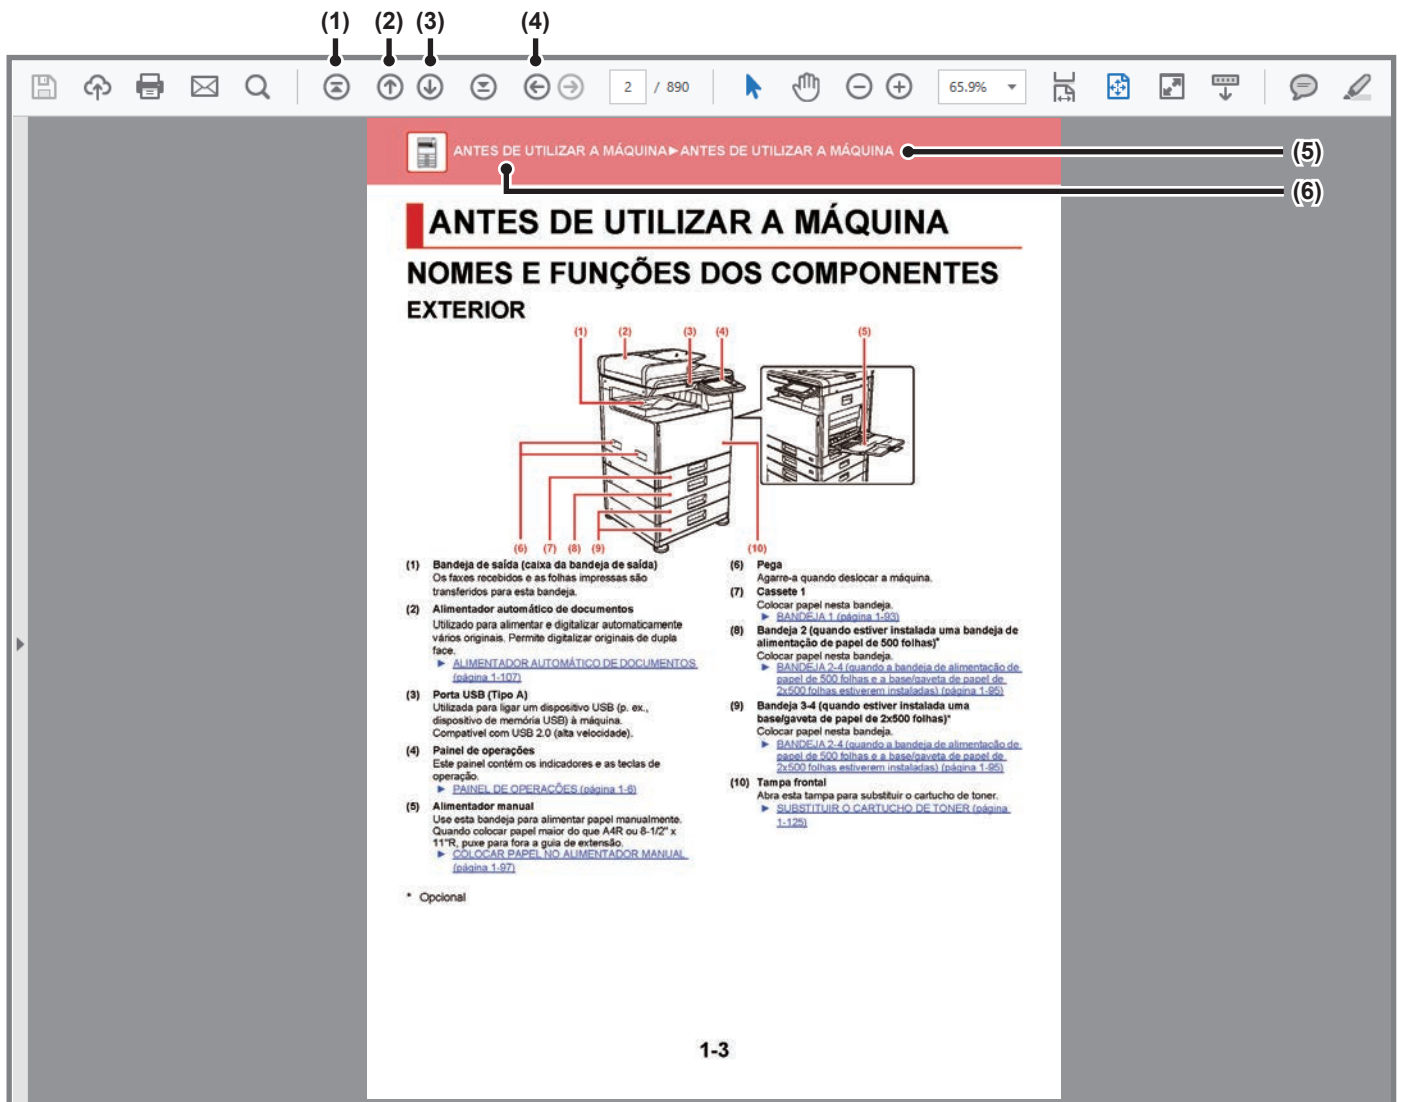 (1) (2) (3) (4)
2 / 890 65.9%
ANTES DE UTILIZAR A MÁQUINA►ANTES DE UTILIZAR A MÁQUINA
(5)
(6)
ANTES DE UTILIZAR A MÁQUINA
NOMES E FUNÇÕES DOS COMPONENTES
EXTERIOR
(1) (2) (3) (4) (5)
(6) (7) (8) (9) (10)
(1) Bandeja de saída (caixa da bandeja de saída)
Os faxes recebidos e as folhas impressas são
transferidos para esta bandeja.
(2) Alimentador automático de documentos
Utilizado para alimentar e digitalizar automaticamente
vários originais. Permite digitalizar originais de dupla
face.
► ALIMENTADOR AUTOMÁTICO DE DOCUMENTOS
(página 1-107)
(3) Porta USB (Tipo A)
Utilizada para ligar um dispositivo USB (p. ex.,
dispositivo de memória USB) à máquina.
Compatível com USB 2.0 (alta velocidade).
(4) Painel de operações
Este painel contém os indicadores e as teclas de
operação.
► PAINEL DE OPERAÇÕES (página 1-6)
(5) Alimentador manual
Use esta bandeja para alimentar papel manualmente.
Quando colocar papel maior do que A4R ou 8-1/2" x
11"R, puxe para fora a guia de extensão.
► COLOCAR PAPEL NO ALIMENTADOR MANUAL
(página 1-97)
(6) Pega
Agarre-a quando deslocar a máquina.
(7) Cassete 1
Colocar papel nesta bandeja.
► BANDEJA 1 (página 1-93)
(8) Bandeja 2 (quando estiver instalada uma bandeja de
alimentação de papel de 500 folhas)*
Colocar papel nesta bandeja.
► BANDEJA 2-4 (quando a bandeja de alimentação de
papel de 500 folhas e a base/gaveta de papel de
2x500 folhas estiverem instaladas) (página 1-95)
(9) Bandeja 3-4 (quando estiver instalada uma
base/gaveta de papel de 2x500 folhas)*
Colocar papel nesta bandeja.
► BANDEJA 2-4 (quando a bandeja de alimentação de
papel de 500 folhas e a base/gaveta de papel de
2x500 folhas estiverem instaladas) (página 1-95)
(10) Tampa frontal
Abra esta tampa para substituir o cartucho de toner.
► SUBSTITUIR O CARTUCHO DE TONER (página
1-125)
* Opcional
1-3